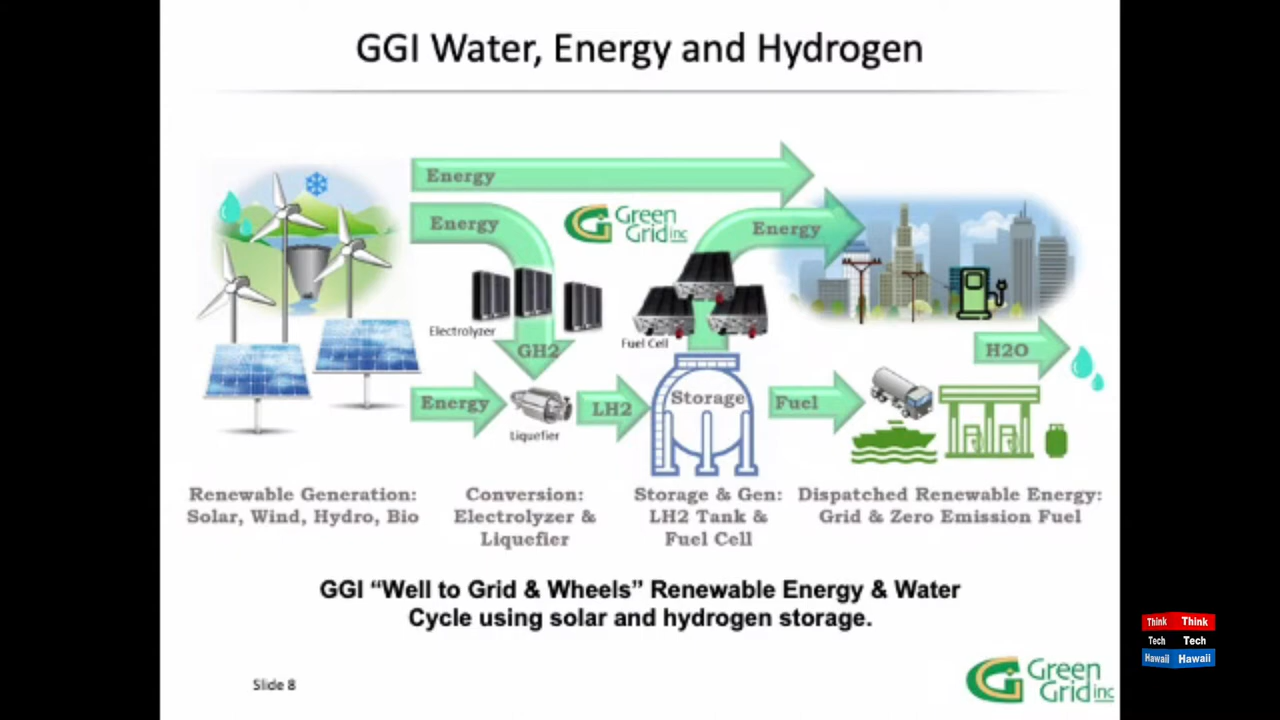 GGI Water, Energy and Hydrogen
Energy
Energy
Green
Grid inc
Energy
Electrolyzer
GH2
Fuel Cell
H2O
Energy
Liquefier
LH2
Storage
Fuel
Renewable Generation:
Solar, Wind, Hydro, Bio
Conversion:
Electrolyzer &
Liquefier
Storage & Gen:
LH2 Tank &
Fuel Cell
Dispatched Renewable Energy:
Grid & Zero Emission Fuel
GGI “Well to Grid & Wheels” Renewable Energy & Water
Cycle using solar and hydrogen storage.
Slide 8
Green
Grid inc
Think Think
Tech Tech
Hawaii Hawaii